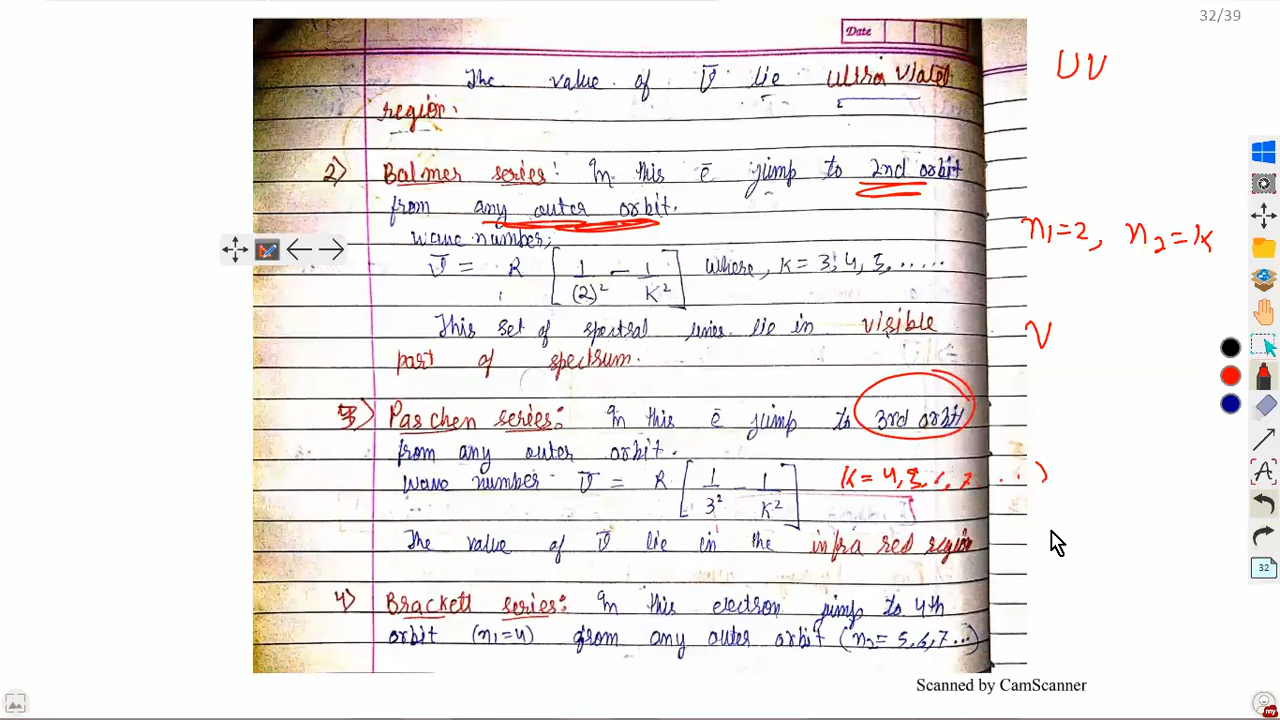 32/39
Date
The value of ν̅ lie Ultra Violet
UV
region.
2) Balmer series: In this e̅ jump to 2nd orbit
from any outer orbit.
wave number;
n1=2, n2=K
ν̅ = R [1/(2)² - 1/K²] where, K = 3, 4, 5, .....
This set of spectral lines lie in visible
V
part of spectrum.
3) Paschen series: In this e̅ jump to 3rd orbit
from any outer orbit.
Wave number ν̅ = R [1/3² - 1/K²] (K = 4, 5, 6, 7 ...)
The value of ν̅ lie in the infra red region
4) Brackett series: In this electron jump to 4th
orbit (n1=4) from any outer orbit (n2= 5,6,7...)
Scanned by CamScanner
32